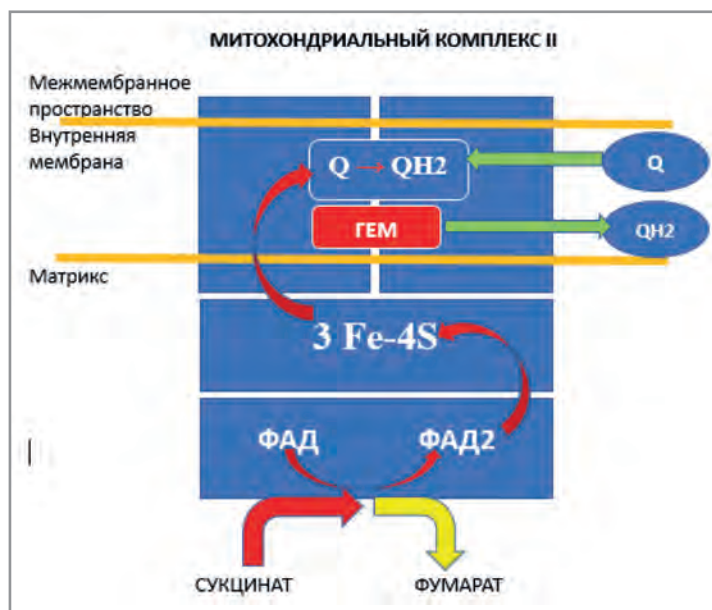 МИТОХОНДРИАЛЬНЫЙ КОМПЛЕКС II
Межмембранное
пространство
Внутренняя
мембрана
Q → QH2
Q
ГЕМ
QH2
Матрикс
3 Fe-4S
ФАД
ФАД2
СУКЦИНАТ
ФУМАРАТ